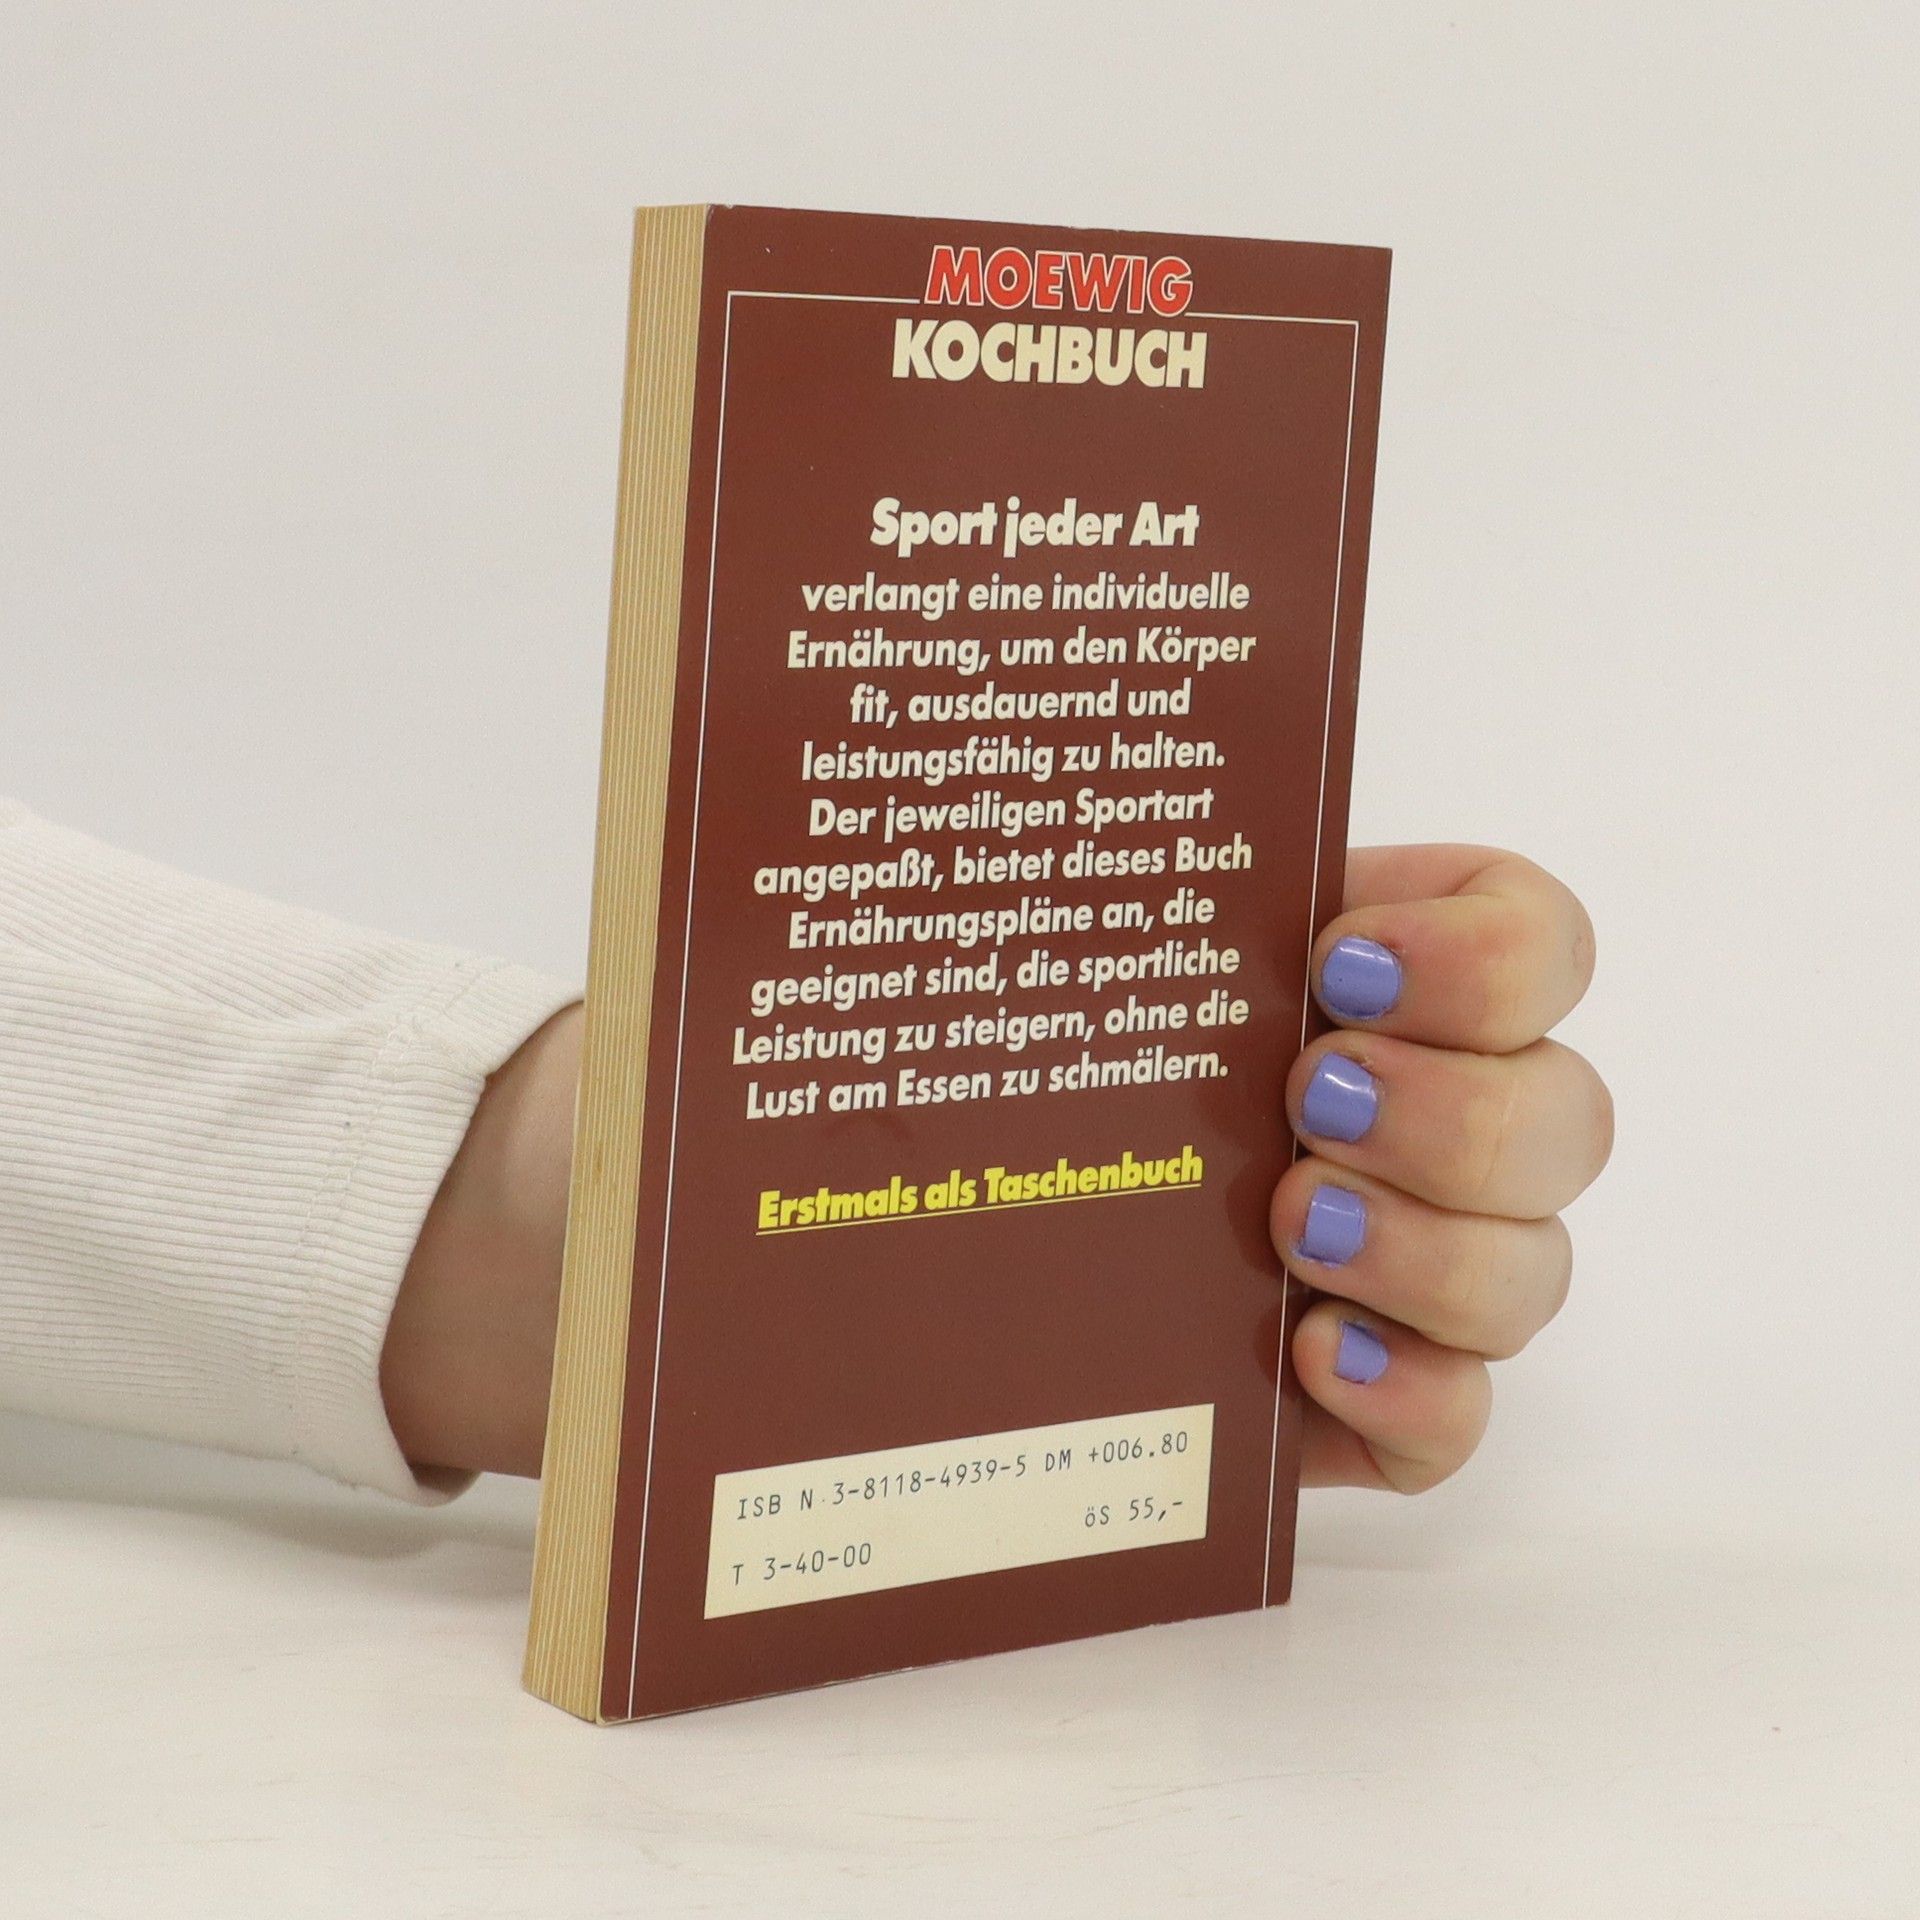 MOEWIG
KOCHBUCH
Sport jeder Art
verlangt eine individuelle
Ernährung, um den Körper
fit, ausdauernd und
leistungsfähig zu halten.
Der jeweiligen Sportart
angepaßt, bietet dieses Buch
Ernährungspläne an, die
geeignet sind, die sportliche
Leistung zu steigern, ohne die
Lust am Essen zu schmälern.
Erstmals als Taschenbuch
ISB N.3-8118-4939-5 DM +006.80
öS 55,-
T 3-40-00